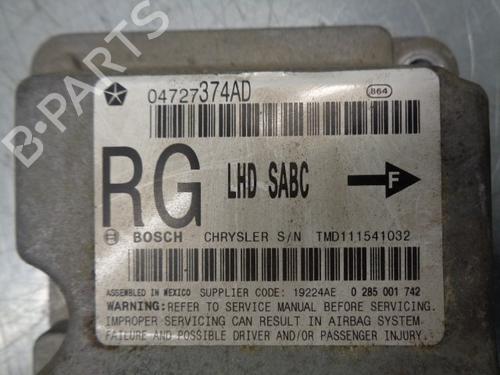 04727374AD
864
RG LHD SABC F
BOSCH CHRYSLER S/N TMD111541032
ASSEMBLED IN MEXICO SUPPLIER CODE: 19224AE 0 285 001 742
WARNING: REFER TO SERVICE MANUAL BEFORE SERVICING.
IMPROPER SERVICING CAN RESULT IN AIRBAG SYSTEM
FAILURE AND POSSIBLE DRIVER AND/OR PASSENGER INJURY.
B-PARTS